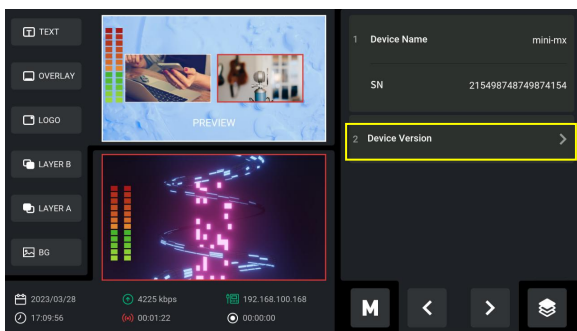 TEXT
OVERLAY
LOGO
LAYER B
LAYER A
BG
PREVIEW
2023/03/28
4225 kbps
192.168.100.168
17:09:56
00:01:22
00:00:00
1 Device Name mini-mx
SN 215498748749874154
2 Device Version
M